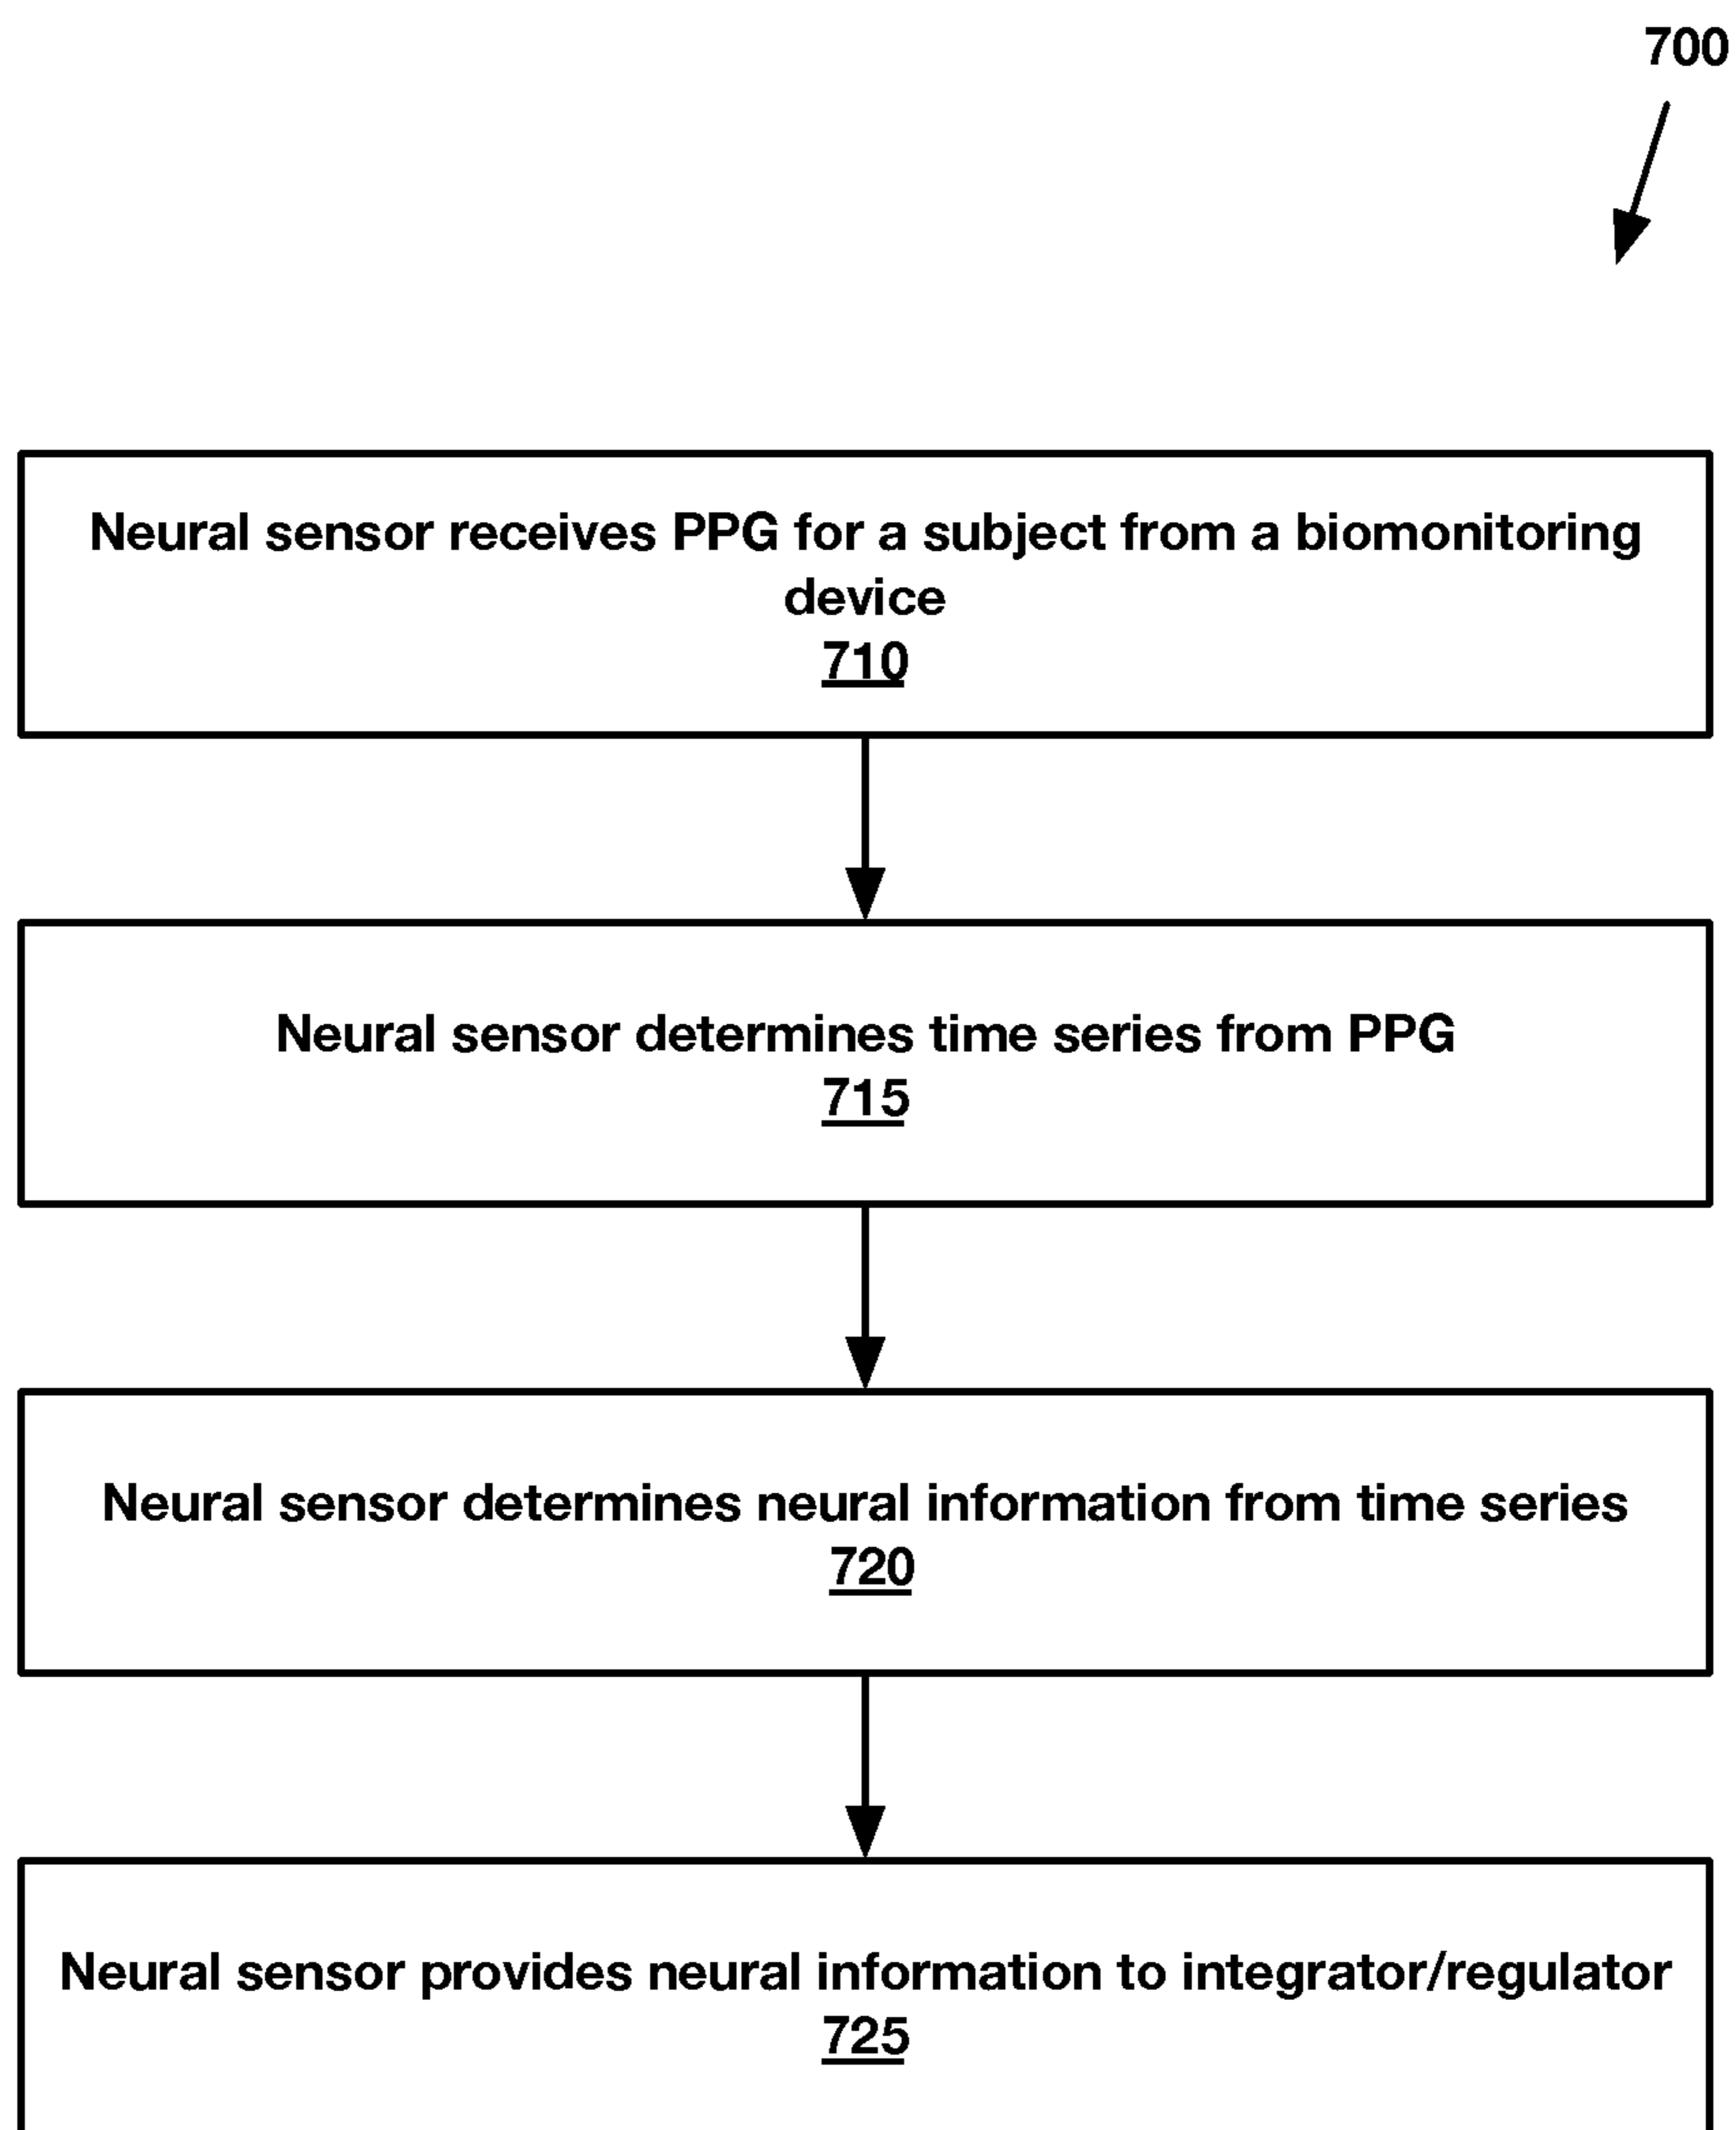 700
Neural sensor receives PPG for a subject from a biomonitoring
device
710
Neural sensor determines time series from PPG
715
Neural sensor determines neural information from time series
720
Neural sensor provides neural information to integrator/regulator
725